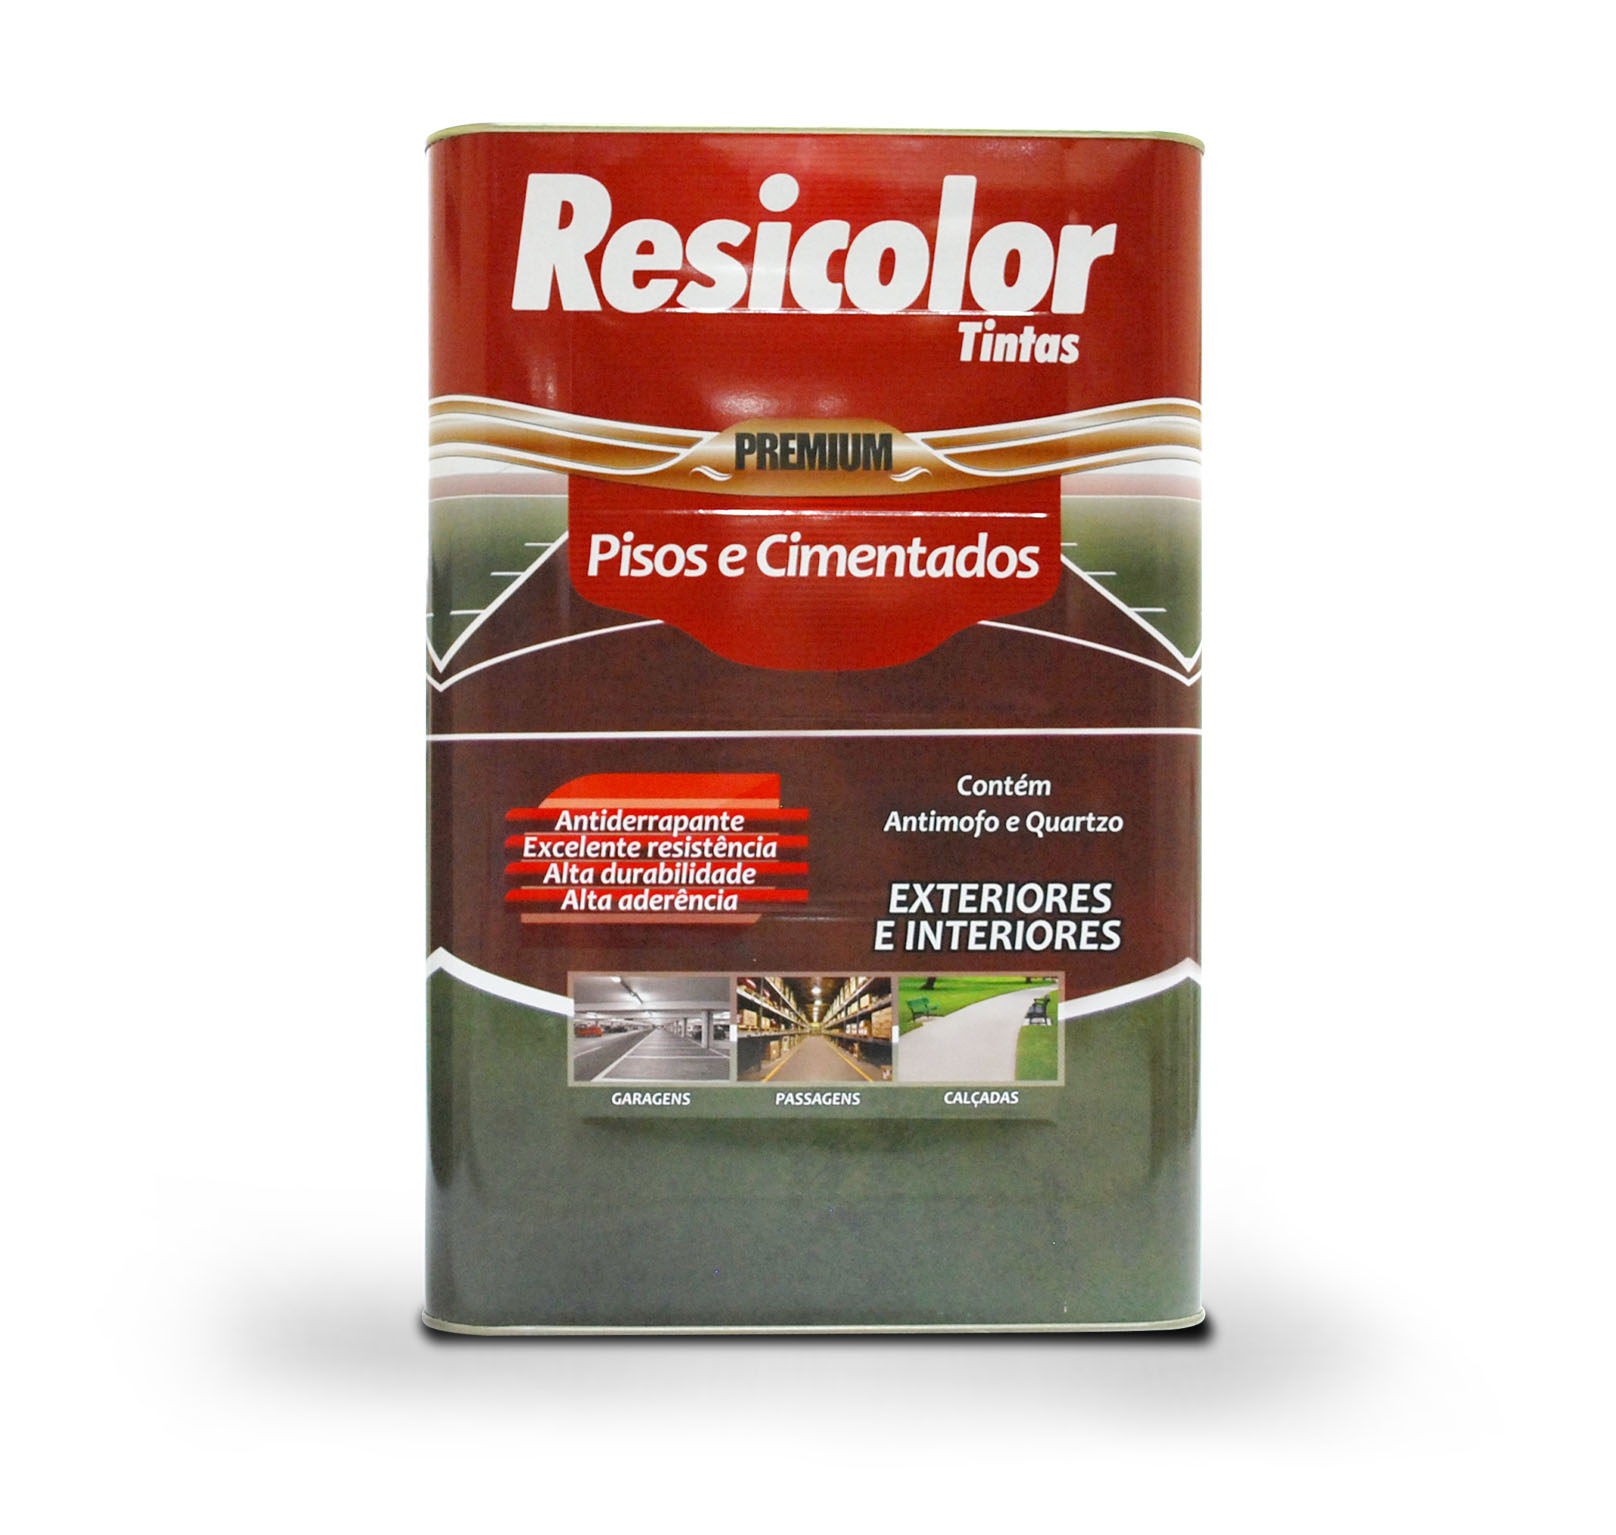 Resicolor
Tintas
PREMIUM
Pisos e Cimentados
Antiderrapante
Excelente resistência
Alta durabilidade
Alta aderência
Contém
Antimofo e Quartzo
EXTERIORES
E INTERIORES
GARAGENS
PASSAGENS
CALÇADAS